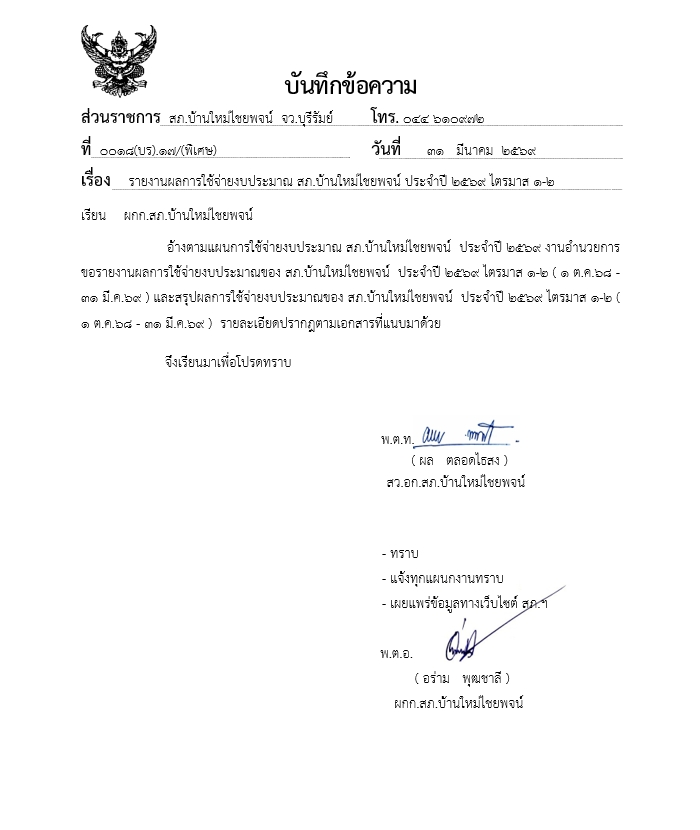 บันทึกข้อความ
ส่วนราชการ สภ.บ้านใหม่ไชยพจน์ จว.บุรีรัมย์ โทร. ๐๔๔ ๖๑๐๙๗๒
ที่ ๐๐๑๘(บร).๑๗/(พิเศษ) วันที่ ๓๑ มีนาคม ๒๕๖๙
เรื่อง รายงานผลการใช้จ่ายงบประมาณ สภ.บ้านใหม่ไชยพจน์ ประจำปี ๒๕๖๙ ไตรมาส ๑-๒
เรียน ผกก.สภ.บ้านใหม่ไชยพจน์
อ้างตามแผนการใช้จ่ายงบประมาณ สภ.บ้านใหม่ไชยพจน์ ประจำปี ๒๕๖๙ งานอำนวยการ
ขอรายงานผลการใช้จ่ายงบประมาณของ สภ.บ้านใหม่ไชยพจน์ ประจำปี ๒๕๖๙ ไตรมาส ๑-๒ ( ๑ ต.ค.๖๘ -
๓๑ มี.ค.๖๙ ) และสรุปผลการใช้จ่ายงบประมาณของ สภ.บ้านใหม่ไชยพจน์ ประจำปี ๒๕๖๙ ไตรมาส ๑-๒ (
๑ ต.ค.๖๘ - ๓๑ มี.ค.๖๙ ) รายละเอียดปรากฎตามเอกสารที่แนบมาด้วย
จึงเรียนมาเพื่อโปรดทราบ
พ.ต.ท.
( ผล ตลอดไธสง )
สว.อก.สภ.บ้านใหม่ไชยพจน์
- ทราบ
- แจ้งทุกแผนกงานทราบ
- เผยแพร่ข้อมูลทางเว็บไซต์ สภ.ฯ
พ.ต.อ.
( อร่าม พุฒชาลี )
ผกก.สภ.บ้านใหม่ไชยพจน์